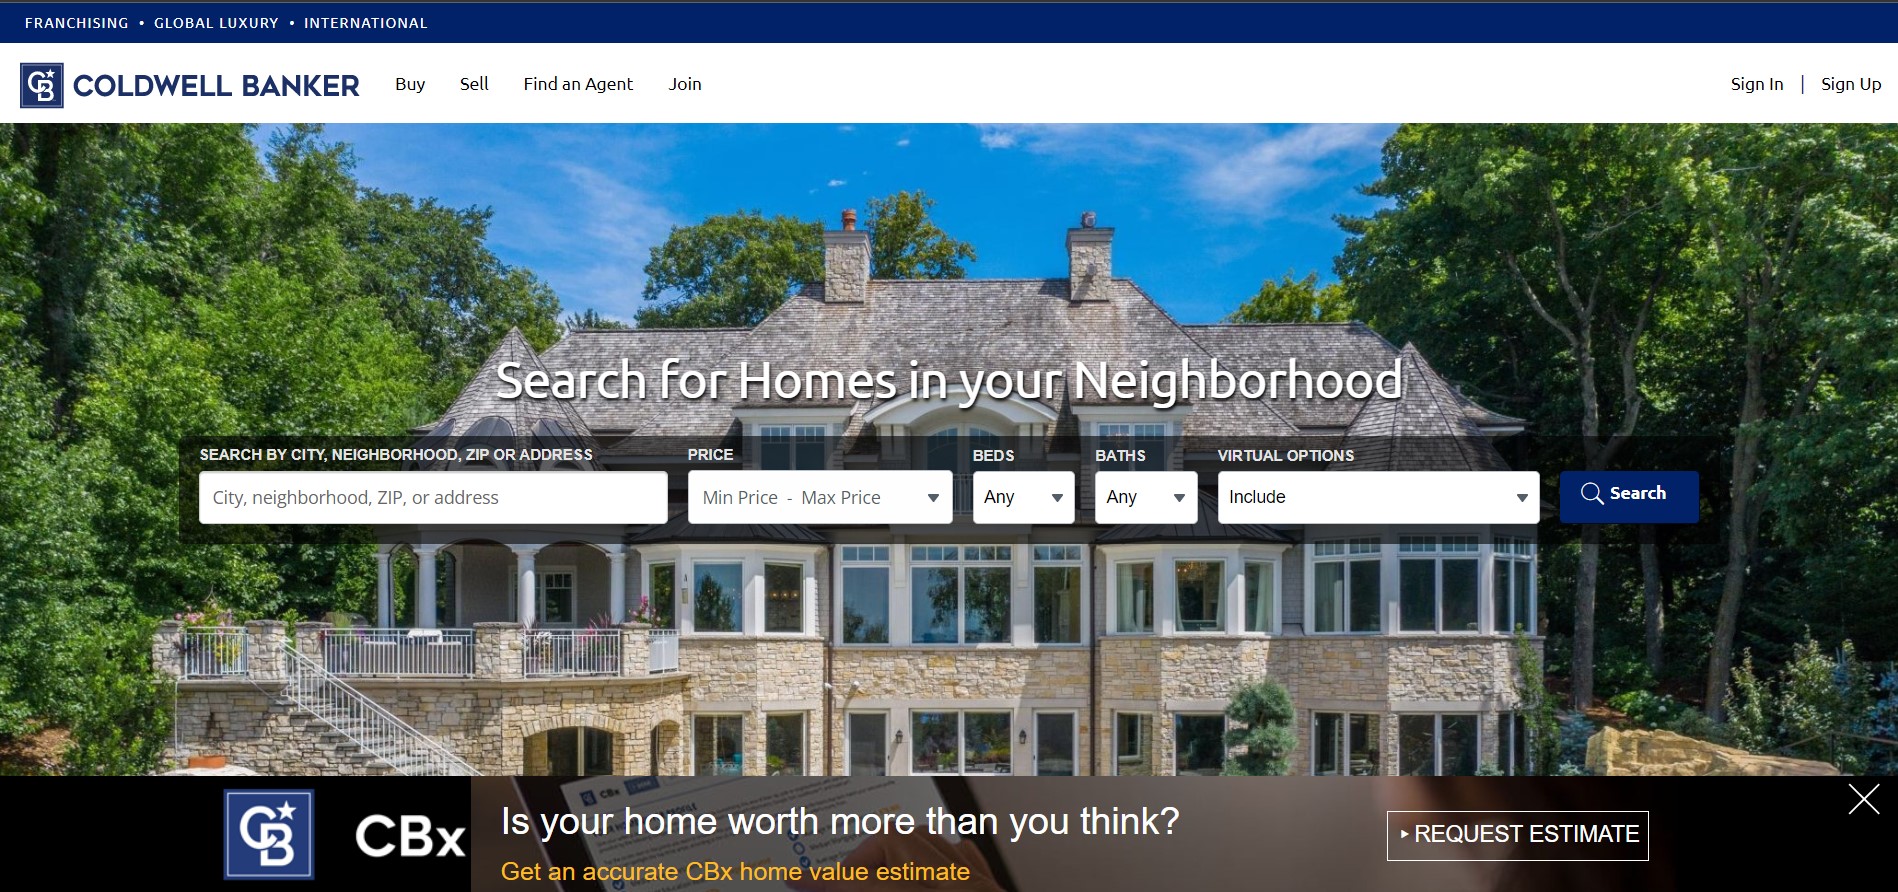 FRANCHISING • GLOBAL LUXURY • INTERNATIONAL
CB COLDWELL BANKER
Buy
Sell
Find an Agent
Join
Sign In | Sign Up
Search for Homes in your Neighborhood
SEARCH BY CITY, NEIGHBORHOOD, ZIP OR ADDRESS
City, neighborhood, ZIP, or address
PRICE
Min Price - Max Price
BEDS
Any
BATHS
Any
VIRTUAL OPTIONS
Include
Search
CB
CBx
Is your home worth more than you think?
Get an accurate CBx home value estimate
REQUEST ESTIMATE